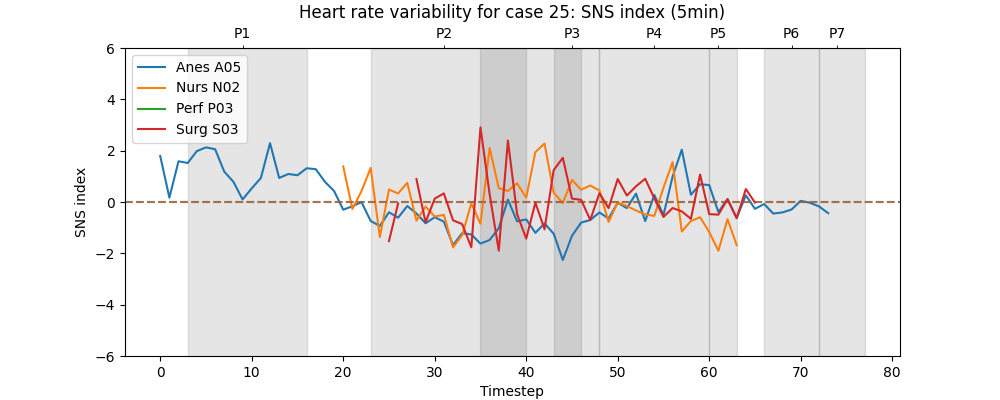 Heart rate variability for case 25: SNS index (5min)
P1 P2 P3 P4 P5 P6 P7
6
4
2
0
−2
−4
−6
SNS index
Anes A05
Nurs N02
Perf P03
Surg S03
0 10 20 30 40 50 60 70 80
Timestep